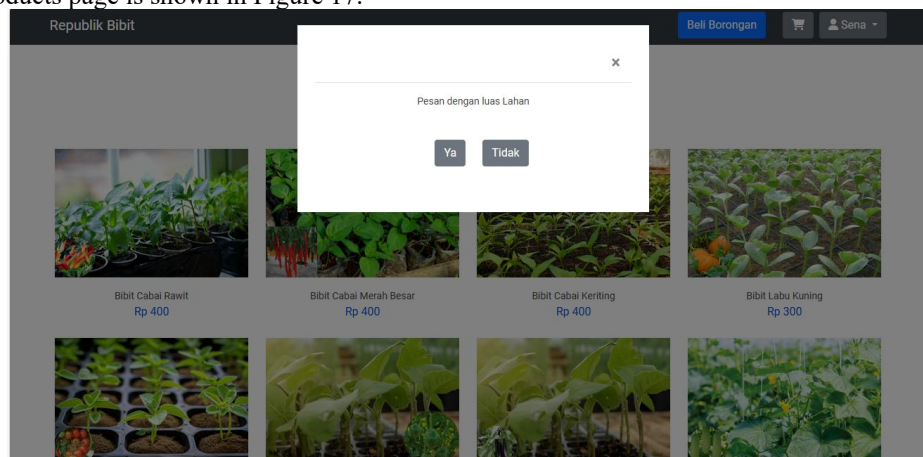 oducts page is shown in Figure 17.
Republik Bibit
Beli Borongan
Sena
×
Pesan dengan luas Lahan
Ya Tidak
Bibit Cabai Rawit Bibit Cabai Merah Besar Bibit Cabai Keriting Bibit Labu Kuning
Rp 400 Rp 400 Rp 400 Rp 300